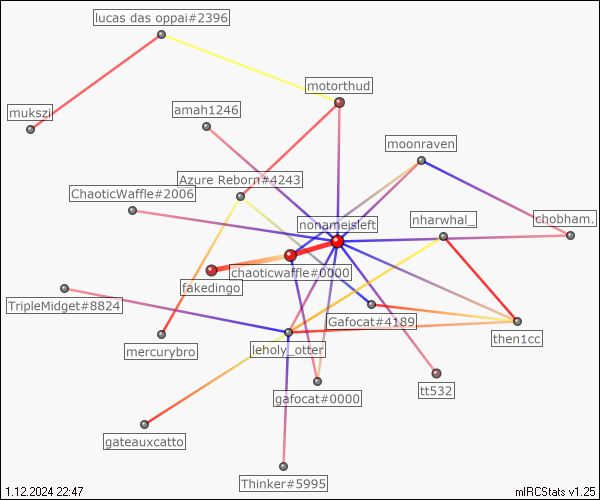 lucas das oppai#2396
motorthud
mukszi
amah1246
moonraven
Azure Reborn#4243
ChaoticWaffle#2006
nonameisleft
nharwhal_
chobham.
chaoticwaffle#0000
fakedingo
TripleMidget#8824
Gafocat#4189
then1cc
mercurybro
leholy_otter
tt532
gafocat#0000
gateauxcatto
Thinker#5995
1.12.2024 22:47
mIRCStats v1.25